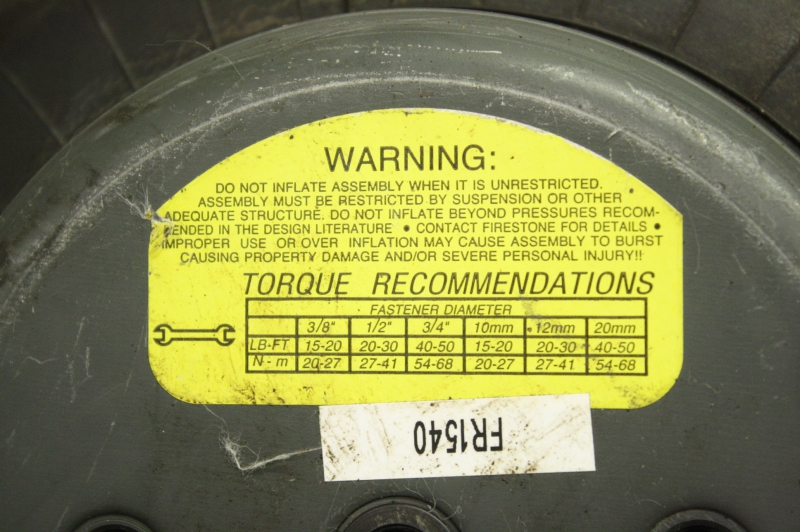 WARNING:
DO NOT INFLATE ASSEMBLY WHEN IT IS UNRESTRICTED.
ASSEMBLY MUST BE RESTRICTED BY SUSPENSION OR OTHER
ADEQUATE STRUCTURE. DO NOT INFLATE BEYOND PRESSURES RECOM-
MENDED IN THE DESIGN LITERATURE • CONTACT FIRESTONE FOR DETAILS •
IMPROPER USE OR OVER INFLATION MAY CAUSE ASSEMBLY TO BURST
CAUSING PROPERTY DAMAGE AND/OR SEVERE PERSONAL INJURY!!
TORQUE RECOMMENDATIONS
FASTENER DIAMETER
3/8" 1/2" 3/4" 10mm 12mm 20mm
LB-FT 15-20 20-30 40-50 15-20 20-30 40-50
N - m 20-27 27-41 54-68 20-27 27-41 54-68
FR1540